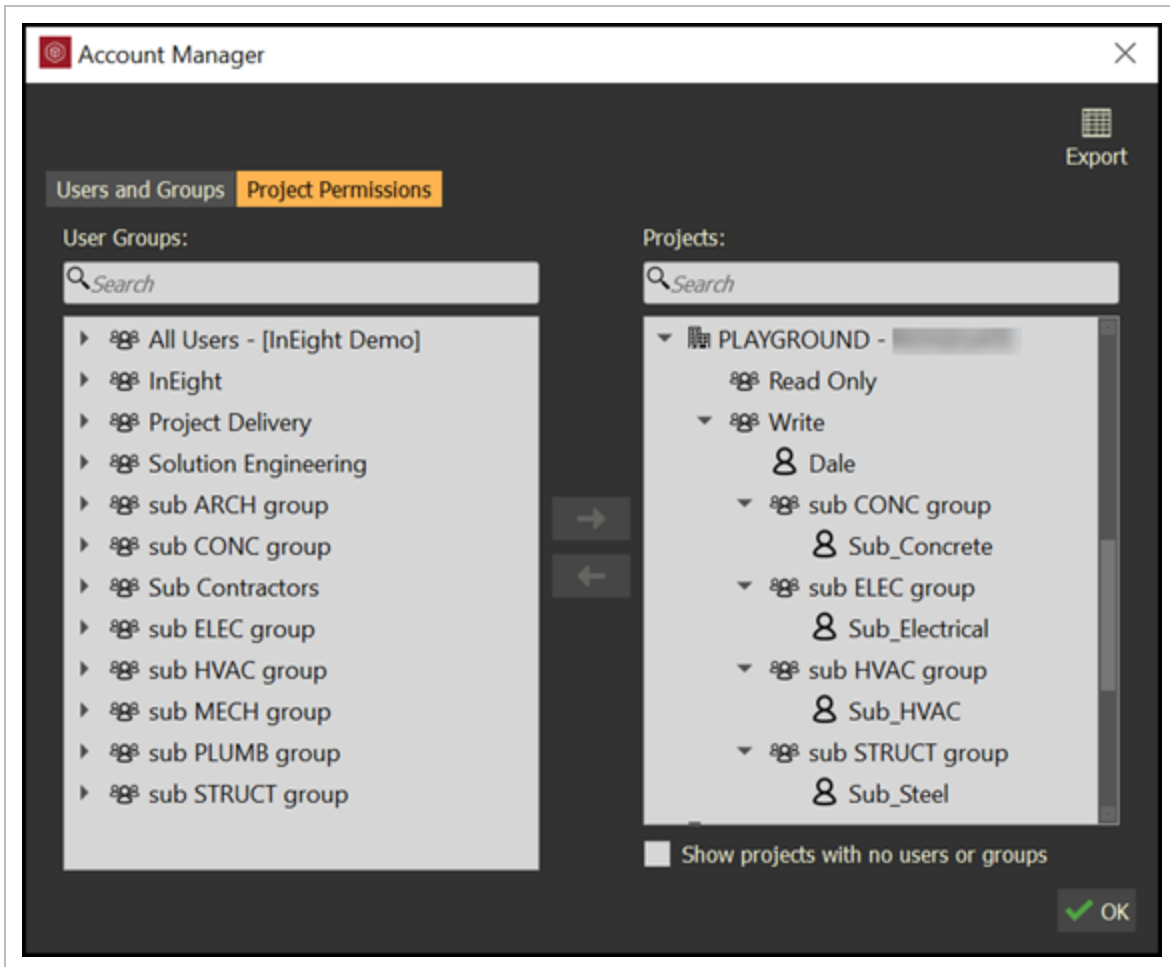 Account Manager
Export
Users and Groups
Project Permissions
User Groups:
Search
All Users - [InEight Demo]
InEight
Project Delivery
Solution Engineering
sub ARCH group
sub CONC group
Sub Contractors
sub ELEC group
sub HVAC group
sub MECH group
sub PLUMB group
sub STRUCT group
Projects:
Search
PLAYGROUND -
Read Only
Write
Dale
sub CONC group
Sub_Concrete
sub ELEC group
Sub_Electrical
sub HVAC group
Sub_HVAC
sub STRUCT group
Sub_Steel
Show projects with no users or groups
OK